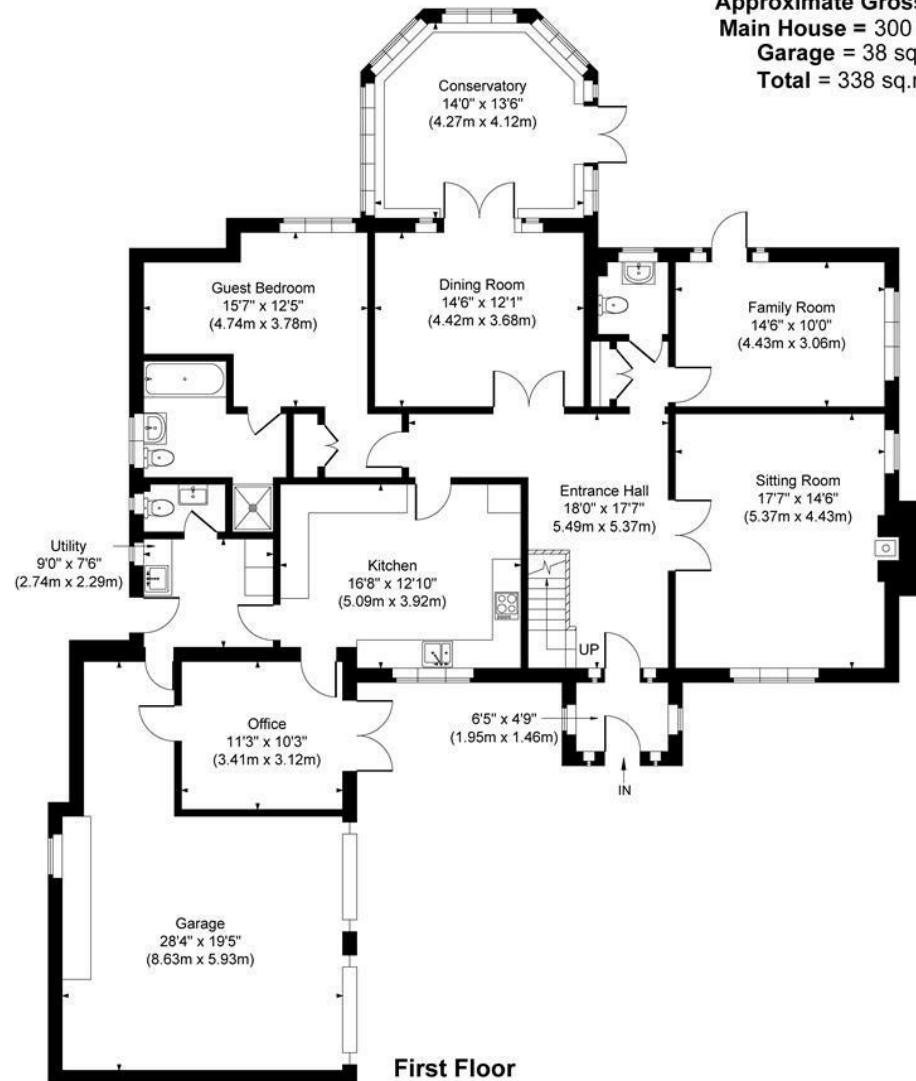 Approximate Gross
Main House = 300
Garage = 38 sq.
Total = 338 sq.m
Conservatory
14'0" x 13'6"
(4.27m x 4.12m)
Guest Bedroom
15'7" x 12'5"
(4.74m x 3.78m)
Dining Room
14'6" x 12'1"
(4.42m x 3.68m)
Family Room
14'6" x 10'0"
(4.43m x 3.06m)
Sitting Room
17'7" x 14'6"
(5.37m x 4.43m)
Entrance Hall
18'0" x 17'7"
5.49m x 5.37m)
Utility
9'0" x 7'6"
(2.74m x 2.29m)
Kitchen
16'8" x 12'10"
(5.09m x 3.92m)
UP
Office
11'3" x 10'3"
(3.41m x 3.12m)
6'5" x 4'9"
(1.95m x 1.46m)
IN
Garage
28'4" x 19'5"
(8.63m x 5.93m)
First Floor